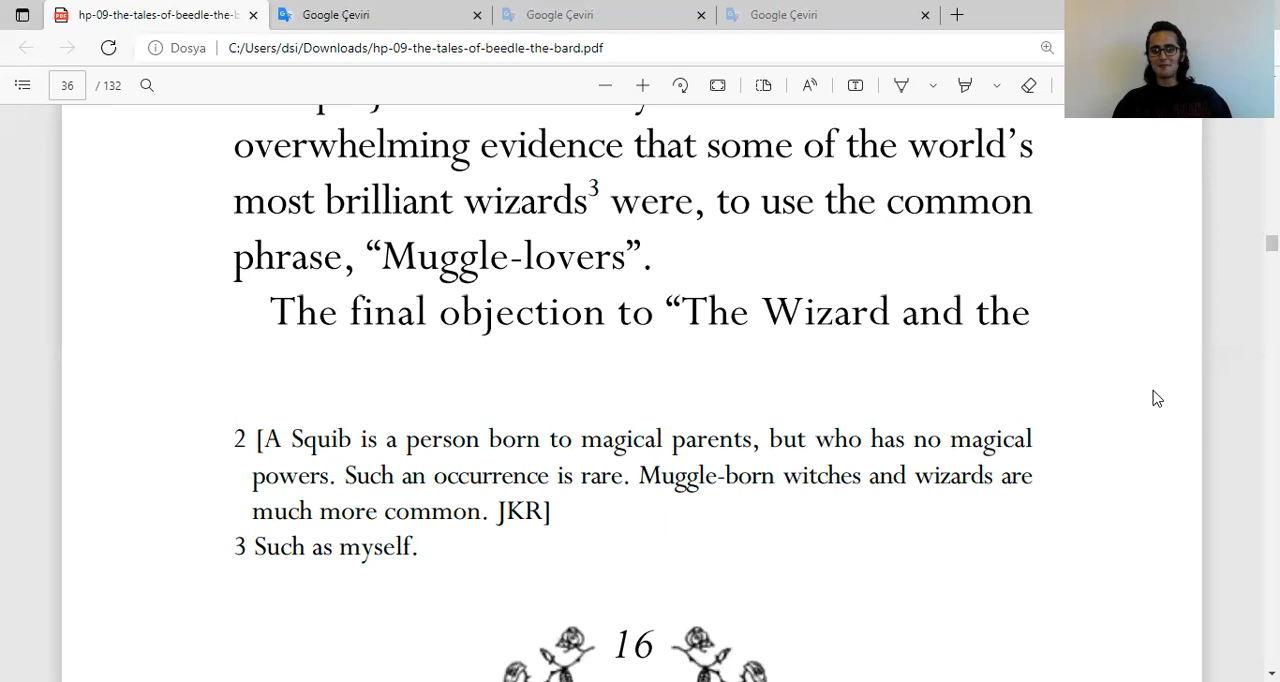 hp-09-the-tales-of-beedle-the-b
Google Çeviri
Google Çeviri
Google Çeviri
Dosya
C:/Users/dsi/Downloads/hp-09-the-tales-of-beedle-the-bard.pdf
36 / 132
overwhelming evidence that some of the world’s
most brilliant wizards3 were, to use the common
phrase, “Muggle-lovers”.
The final objection to “The Wizard and the
2 [A Squib is a person born to magical parents, but who has no magical
powers. Such an occurrence is rare. Muggle-born witches and wizards are
much more common. JKR]
3 Such as myself.
16